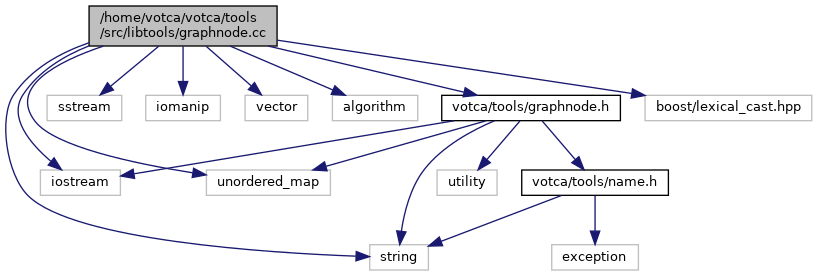 /home/votca/votca/tools
/src/libtools/graphnode.cc
sstream
iomanip
vector
algorithm
votca/tools/graphnode.h
boost/lexical_cast.hpp
iostream
unordered_map
utility
votca/tools/name.h
string
exception